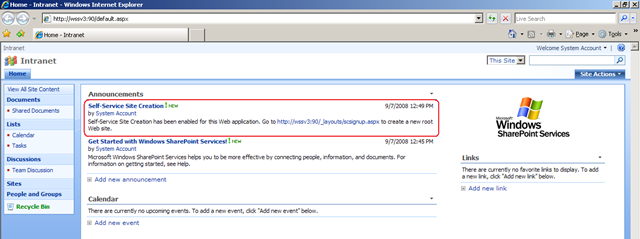 Home - Intranet - Windows Internet Explorer
http://wssv3:90/default.aspx
Live Search
Home - Intranet
Page
Tools
Intranet
Welcome System Account
Intranet
This Site
Home
Site Actions
View All Site Content
Documents
Shared Documents
Lists
Calendar
Tasks
Discussions
Team Discussion
Sites
People and Groups
Recycle Bin
Announcements
Self-Service Site Creation ! NEW
9/7/2008 12:49 PM
by System Account
Self-Service Site Creation has been enabled for this Web application. Go to http://wssv3:90/_layouts/scsignup.aspx to create a new root
Web site.
Get Started with Windows SharePoint Services! ! NEW
9/7/2008 12:45 PM
by System Account
Microsoft Windows SharePoint Services helps you to be more effective by connecting people, information, and documents. For
information on getting started, see Help.
Add new announcement
Calendar
There are currently no upcoming events. To add a new event, click "Add new event" below.
Add new event
Microsoft
Windows
SharePoint Services
Links
There are currently no favorite links to display. To add
a new link, click "Add new link" below.
Add new link